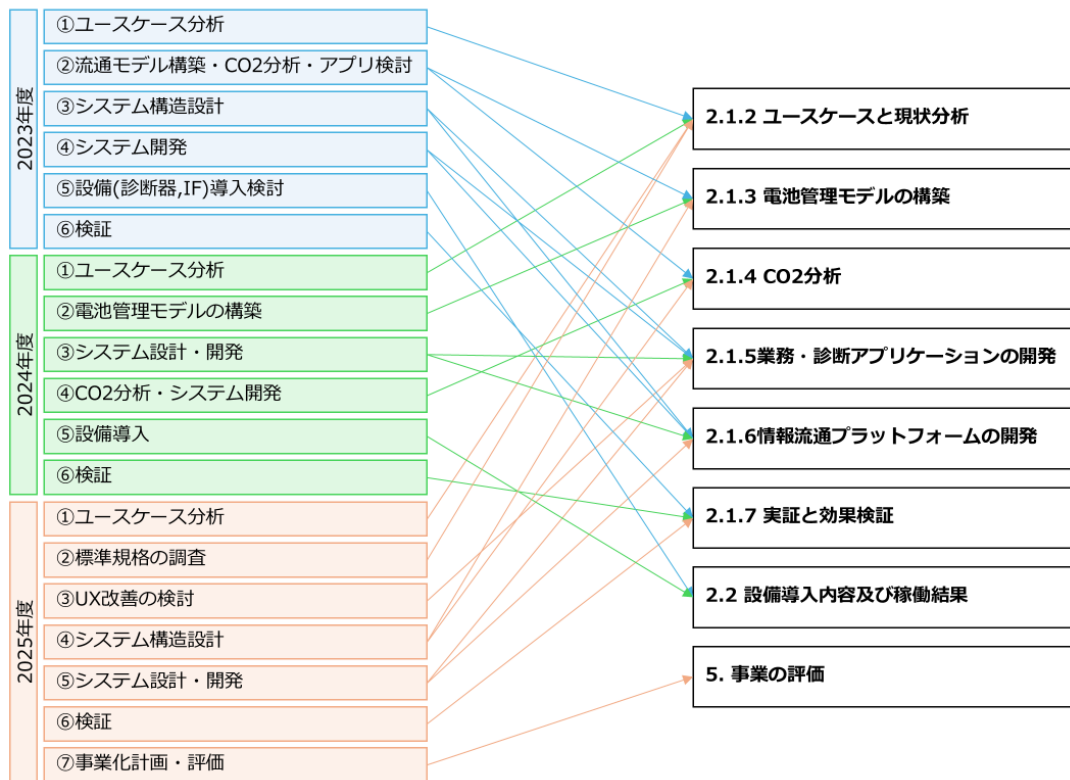 2023年度
①ユースケース分析
②流通モデル構築・CO2分析・アプリ検討
③システム構造設計
④システム開発
⑤設備(診断器,IF)導入検討
⑥検証
2024年度
①ユースケース分析
②電池管理モデルの構築
③システム設計・開発
④CO2分析・システム開発
⑤設備導入
⑥検証
2025年度
①ユースケース分析
②標準規格の調査
③UX改善の検討
④システム構造設計
⑤システム設計・開発
⑥検証
⑦事業化計画・評価
2.1.2 ユースケースと現状分析
2.1.3 電池管理モデルの構築
2.1.4 CO2分析
2.1.5業務・診断アプリケーションの開発
2.1.6情報流通プラットフォームの開発
2.1.7 実証と効果検証
2.2 設備導入内容及び稼働結果
5. 事業の評価